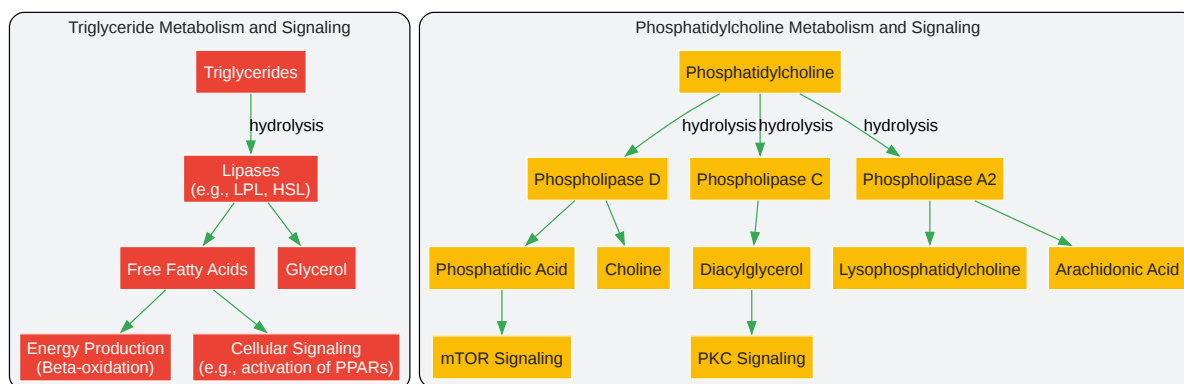 Triglyceride Metabolism and Signaling
Triglycerides
hydrolysis
Lipases
(e.g., LPL, HSL)
Free Fatty Acids
Glycerol
Energy Production
(Beta-oxidation)
Cellular Signaling
(e.g., activation of PPARs)
Phosphatidylcholine Metabolism and Signaling
Phosphatidylcholine
hydrolysis
hydrolysis
hydrolysis
Phospholipase D
Phospholipase C
Phospholipase A2
Phosphatidic Acid
Choline
Diacylglycerol
Lysophosphatidylcholine
Arachidonic Acid
mTOR Signaling
PKC Signaling